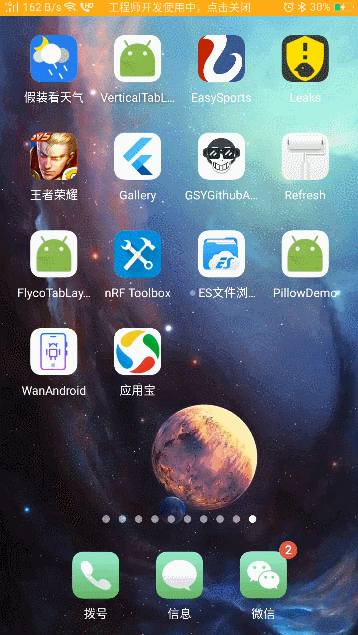 162 B/s 工程师开发使用中，点击关闭 30%
假装看天气 VerticalTabL... EasySports Leaks
王者荣耀 Gallery GSYGithubA... Refresh
FlycoTabLay... nRF Toolbox ES文件浏... PillowDemo
WanAndroid 应用宝
2
拨号 信息 微信